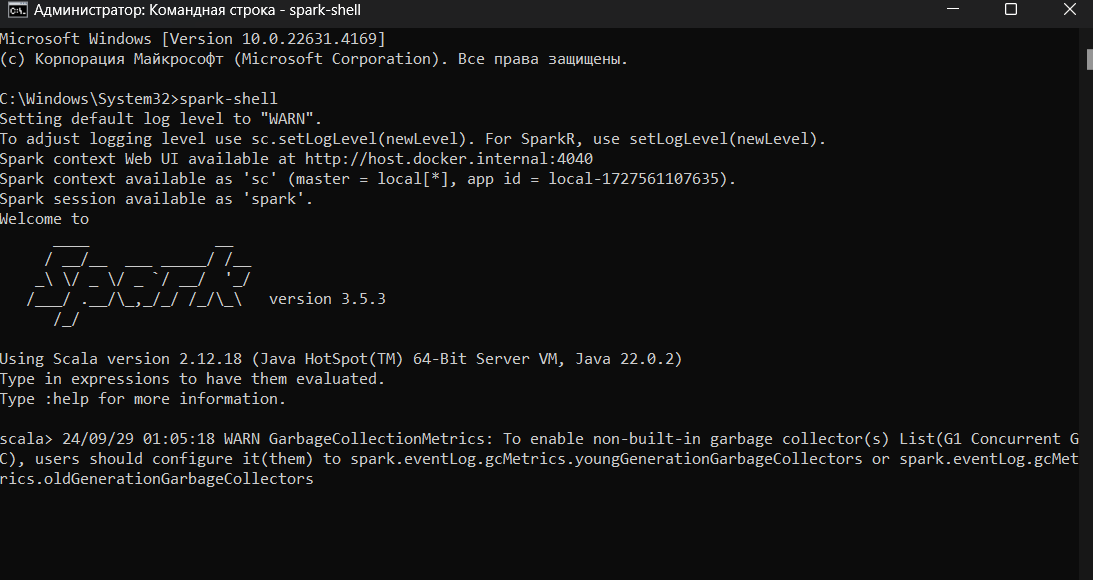 Администратор: Командная строка - spark-shell
Microsoft Windows [Version 10.0.22631.4169]
(c) Корпорация Майкрософт (Microsoft Corporation). Все права защищены.
C:\Windows\System32>spark-shell
Setting default log level to "WARN".
To adjust logging level use sc.setLogLevel(newLevel). For SparkR, use setLogLevel(newLevel).
Spark context Web UI available at http://host.docker.internal:4040
Spark context available as 'sc' (master = local[*], app id = local-1727561107635).
Spark session available as 'spark'.
Welcome to
      ____              __
     / __/__  ___ _____/ /__
    _\ \/ _ \/ _ `/ __/  '_/
   /___/ .__/\_,_/_/ /_/\_\   version 3.5.3
      /_/
Using Scala version 2.12.18 (Java HotSpot(TM) 64-Bit Server VM, Java 22.0.2)
Type in expressions to have them evaluated.
Type :help for more information.
scala> 24/09/29 01:05:18 WARN GarbageCollectionMetrics: To enable non-built-in garbage collector(s) List(G1 Concurrent G
C), users should configure it(them) to spark.eventLog.gcMetrics.youngGenerationGarbageCollectors or spark.eventLog.gcMet
rics.oldGenerationGarbageCollectors